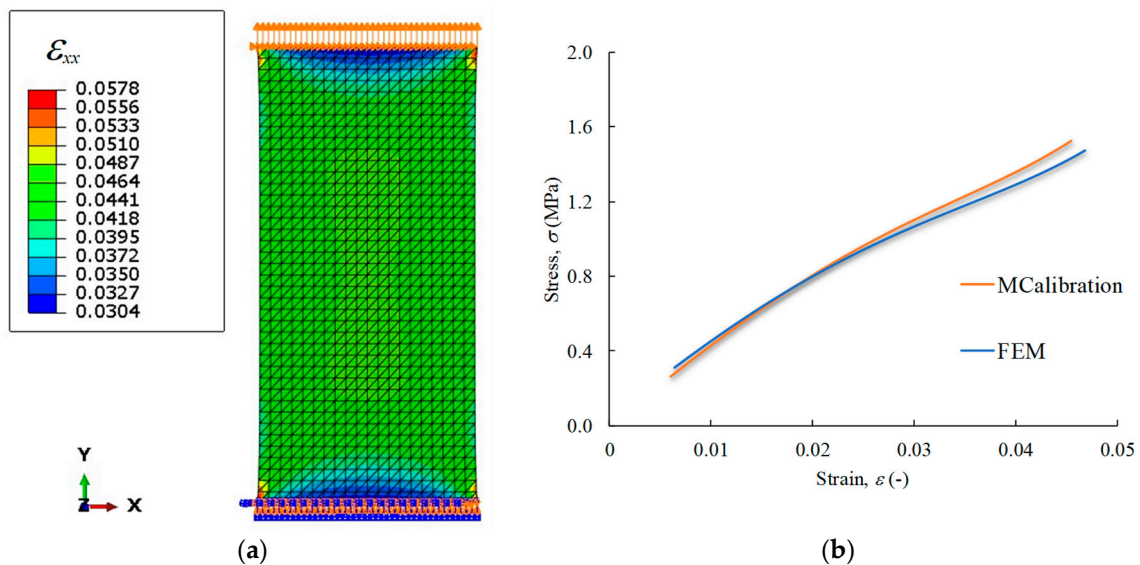 ε_xx
0.0578
0.0556
0.0533
0.0510
0.0487
0.0464
0.0441
0.0418
0.0395
0.0372
0.0350
0.0327
0.0304
Y
Z X
(a)
Stress, σ (MPa)
2.0
1.6
1.2
0.8
0.4
0.0
MCalibration
FEM
0 0.01 0.02 0.03 0.04 0.05
Strain, ε (-)
(b)